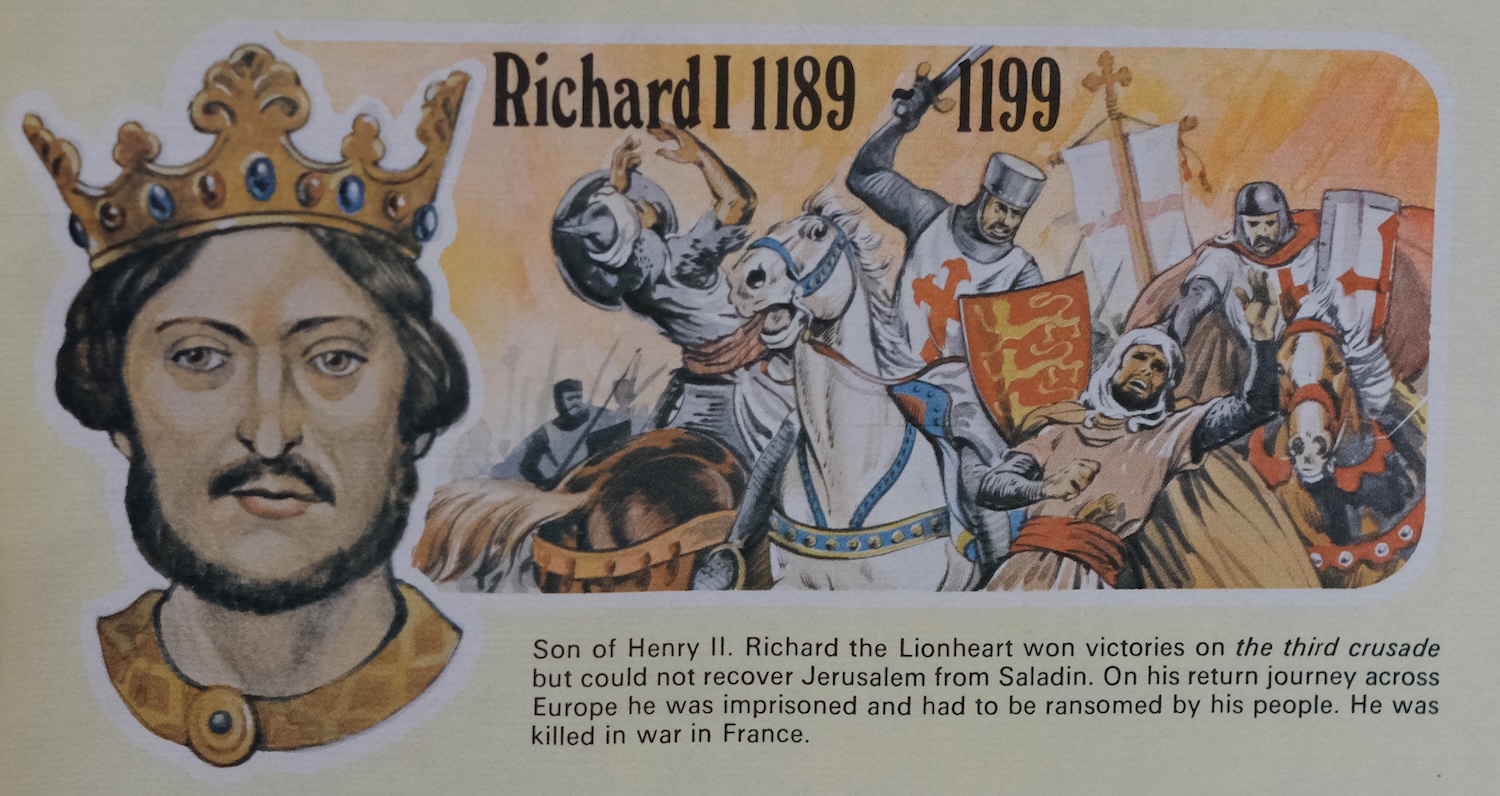 Richard I 1189 1199
Son of Henry II. Richard the Lionheart won victories on the third crusade
but could not recover Jerusalem from Saladin. On his return journey across
Europe he was imprisoned and had to be ransomed by his people. He was
killed in war in France.